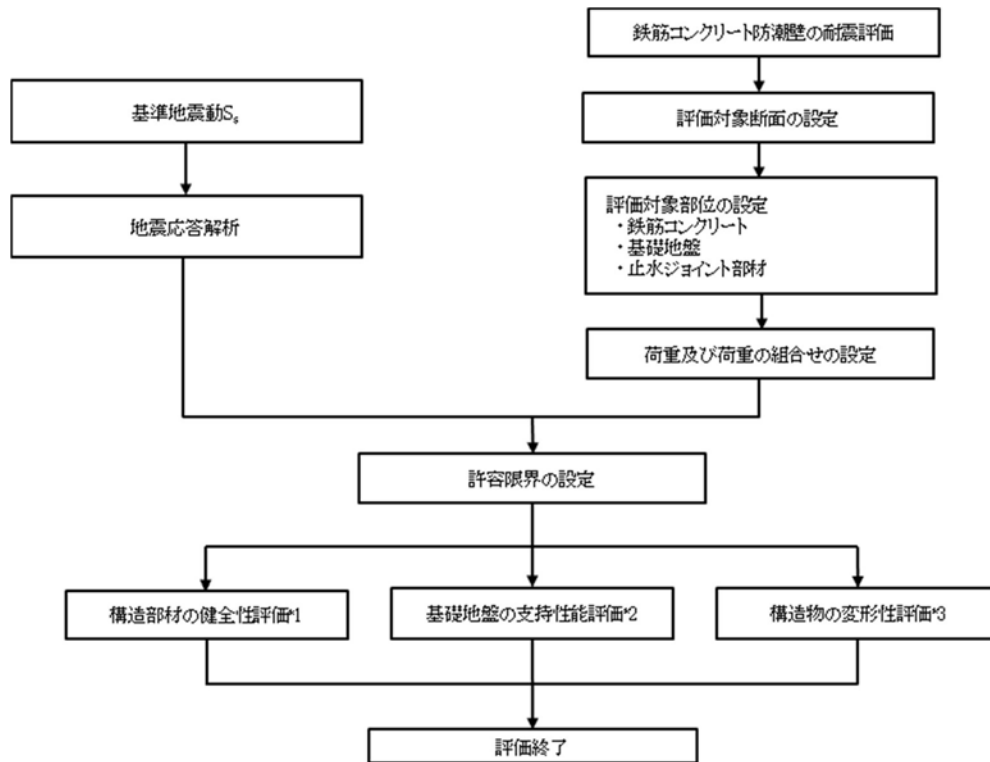 鉄筋コンクリート防潮壁の耐震評価
基準地震動Sₛ
評価対象断面の設定
地震応答解析
評価対象部位の設定
・鉄筋コンクリート
・基礎地盤
・止水ジョイント部材
荷重及び荷重の組合せの設定
許容限界の設定
構造部材の健全性評価*1
基礎地盤の支持性能評価*2
構造物の変形性評価*3
評価終了